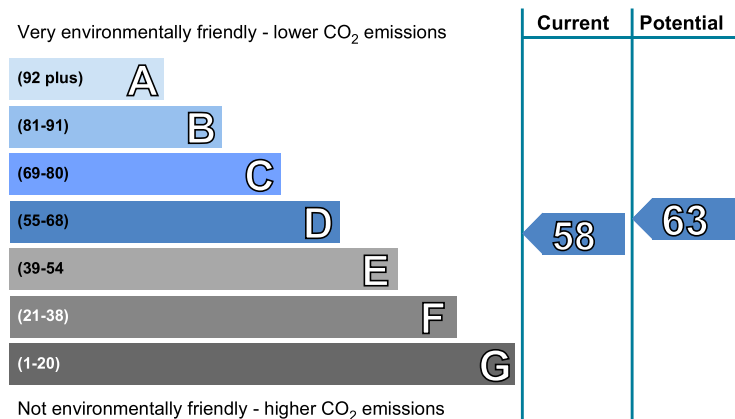 Very environmentally friendly - lower CO2 emissions
Current
Potential
(92 plus) A
(81-91) B
(69-80) C
(55-68) D
(39-54 E
(21-38) F
(1-20) G
58
63
Not environmentally friendly - higher CO2 emissions